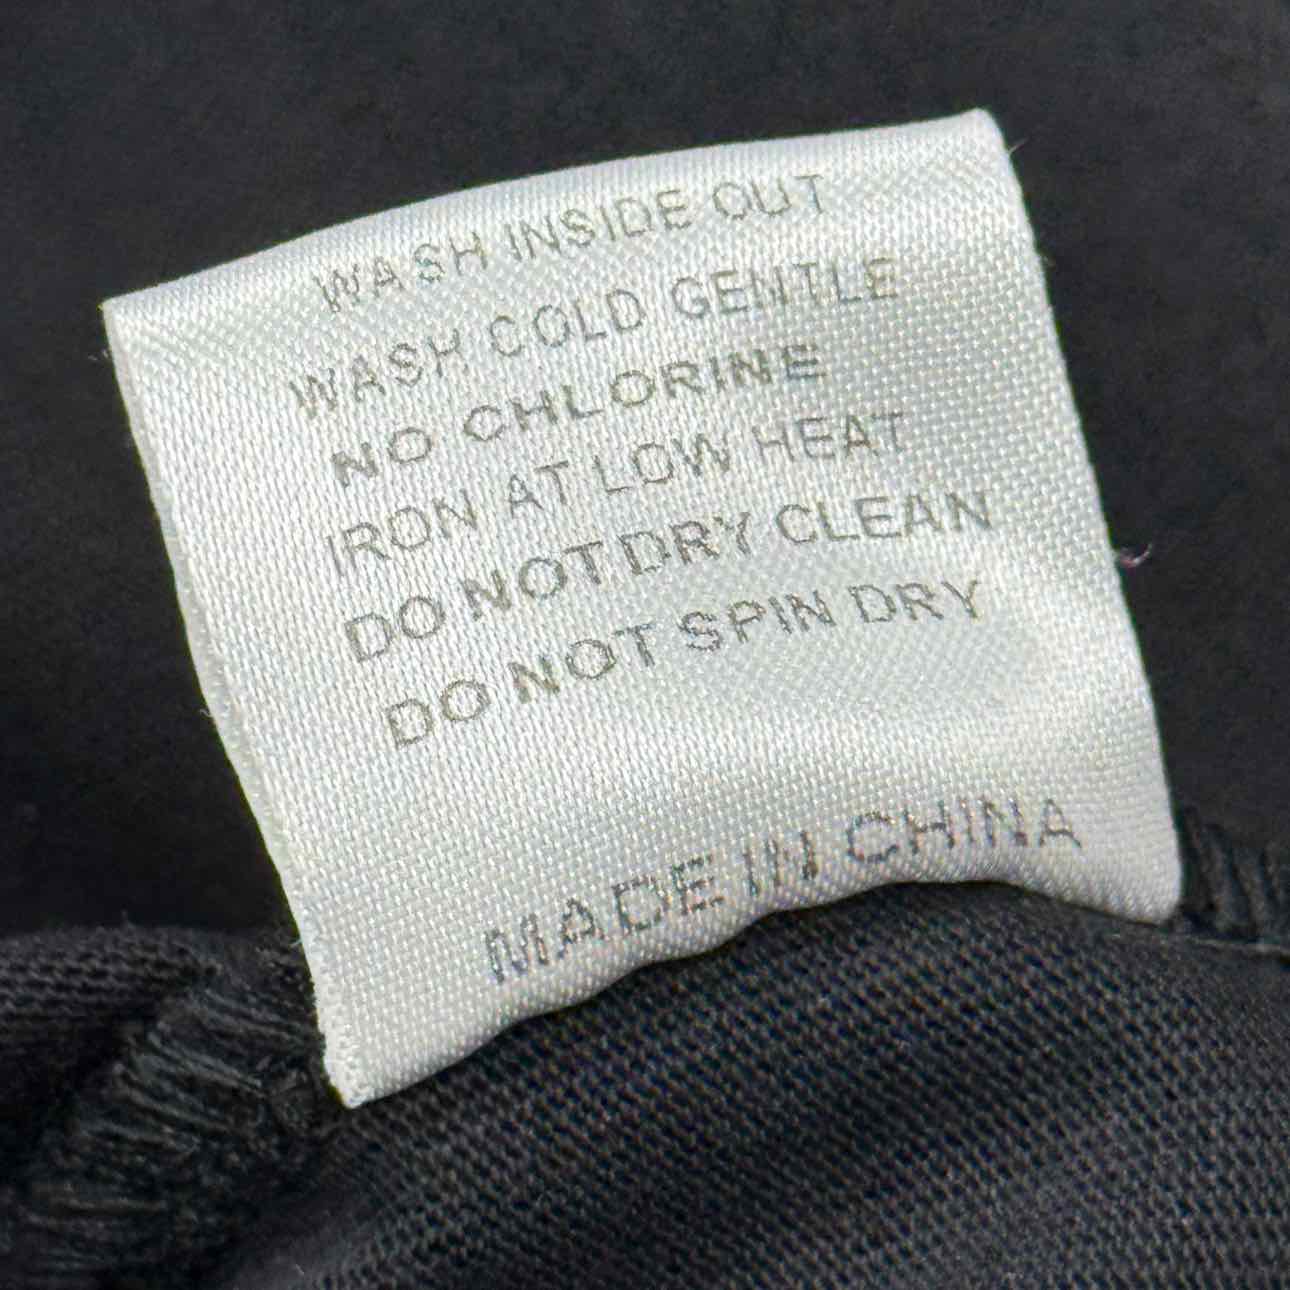 WASH INSIDE OUT
WASH COLD GENTLE
NO CHLORINE
IRON AT LOW HEAT
DO NOT DRY CLEAN
DO NOT SPIN DRY
MADE IN CHINA